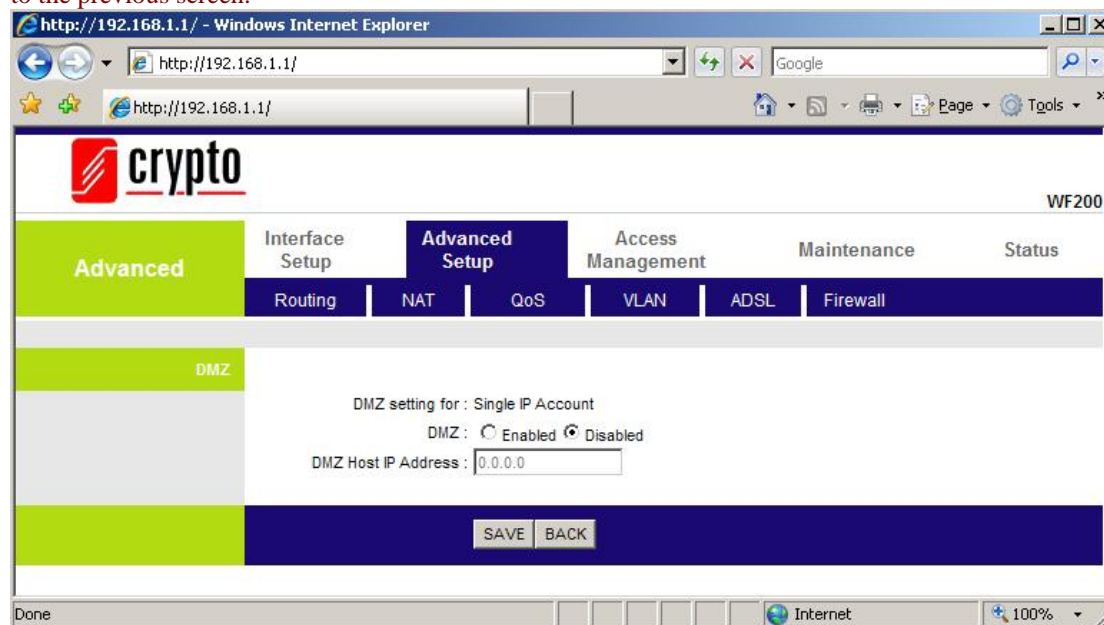 to the previous screen.
http://192.168.1.1/ - Windows Internet Explorer
http://192.168.1.1/
Google
http://192.168.1.1/
Page
Tools
crypto
WF200
Advanced
Interface Setup
Advanced Setup
Access Management
Maintenance
Status
Routing
NAT
QoS
VLAN
ADSL
Firewall
DMZ
DMZ setting for : Single IP Account
DMZ : Enabled Disabled
DMZ Host IP Address : 0.0.0.0
SAVE BACK
Done
Internet
100%